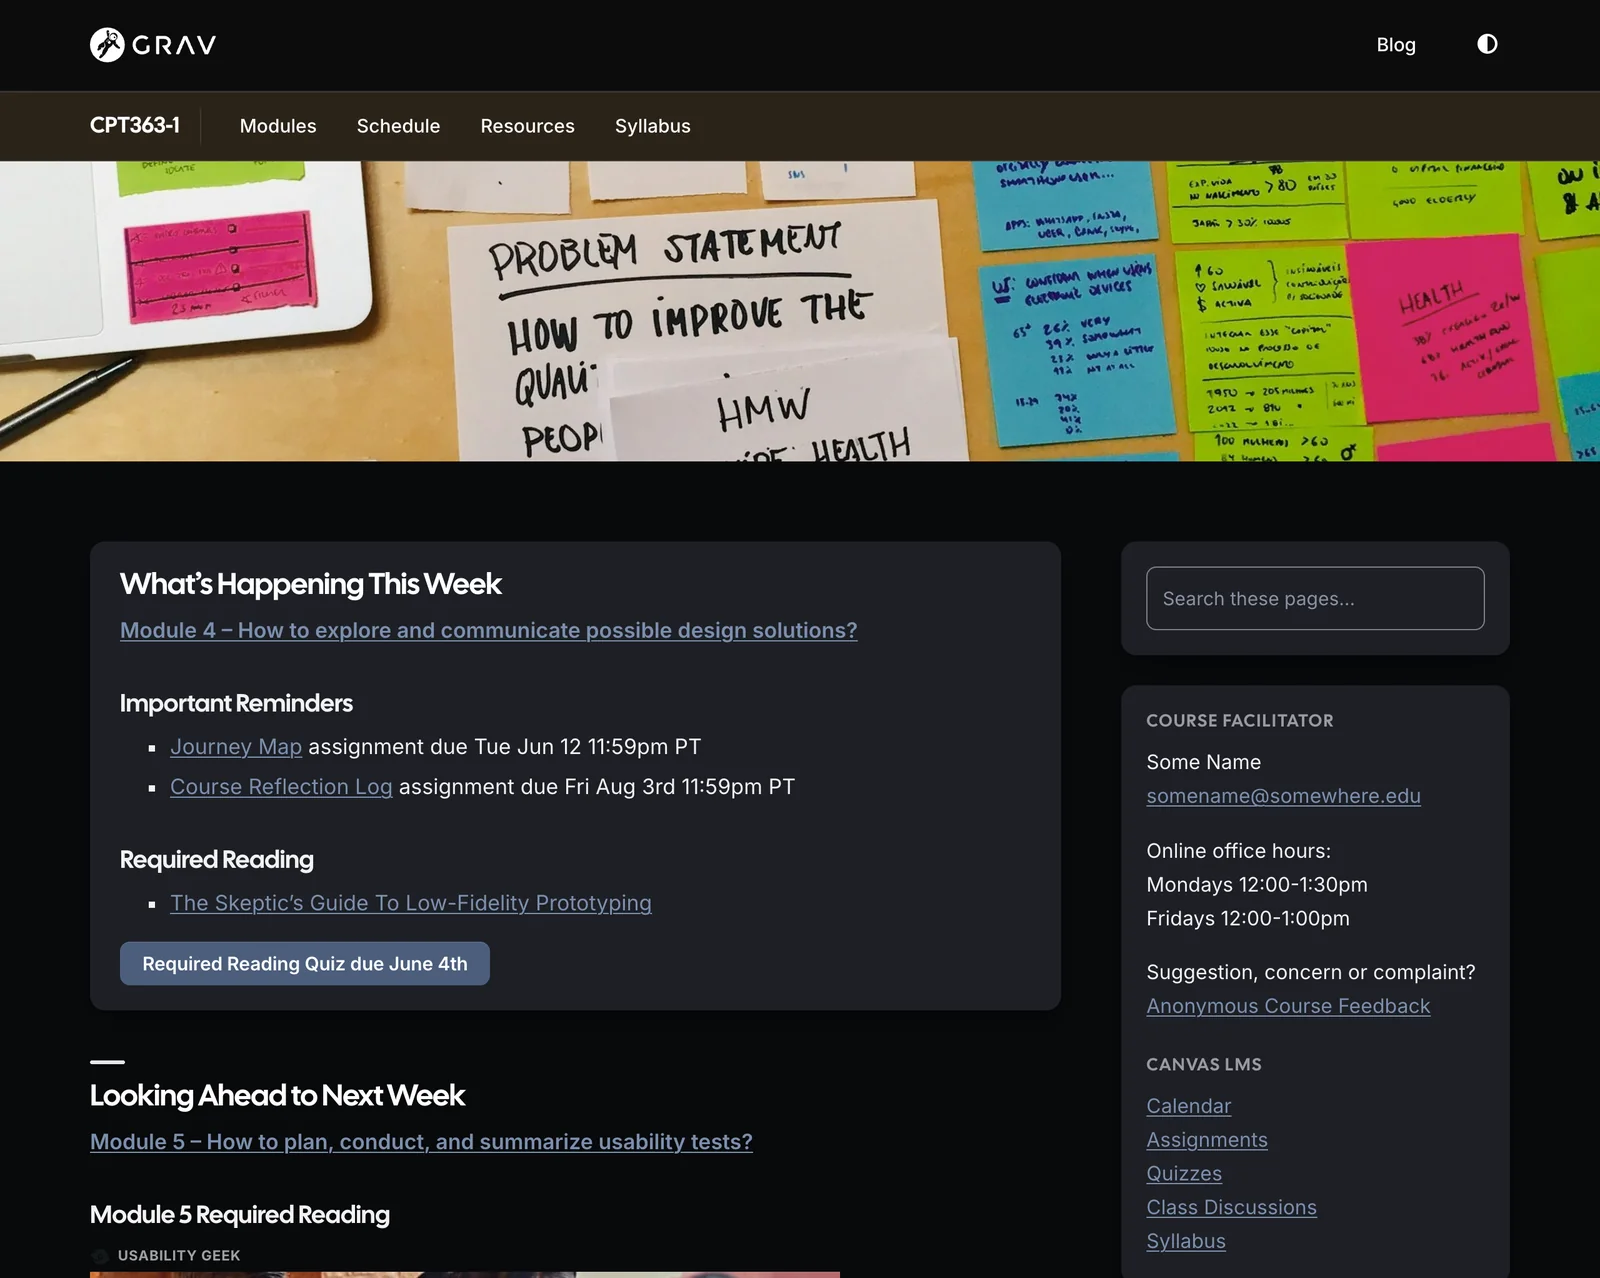 GRAV
Blog
CPT363-1
Modules
Schedule
Resources
Syllabus
PROBLEM STATEMENT
HOW TO IMPROVE THE
QUALI
PEOPL
HMW
HEALTH
HEALTH
What's Happening This Week
Module 4 – How to explore and communicate possible design solutions?
Important Reminders
Journey Map assignment due Tue Jun 12 11:59pm PT
Course Reflection Log assignment due Fri Aug 3rd 11:59pm PT
Required Reading
The Skeptic's Guide To Low-Fidelity Prototyping
Required Reading Quiz due June 4th
Looking Ahead to Next Week
Module 5 – How to plan, conduct, and summarize usability tests?
Module 5 Required Reading
USABILITY GEEK
Search these pages...
COURSE FACILITATOR
Some Name
somename@somewhere.edu
Online office hours:
Mondays 12:00-1:30pm
Fridays 12:00-1:00pm
Suggestion, concern or complaint?
Anonymous Course Feedback
CANVAS LMS
Calendar
Assignments
Quizzes
Class Discussions
Syllabus